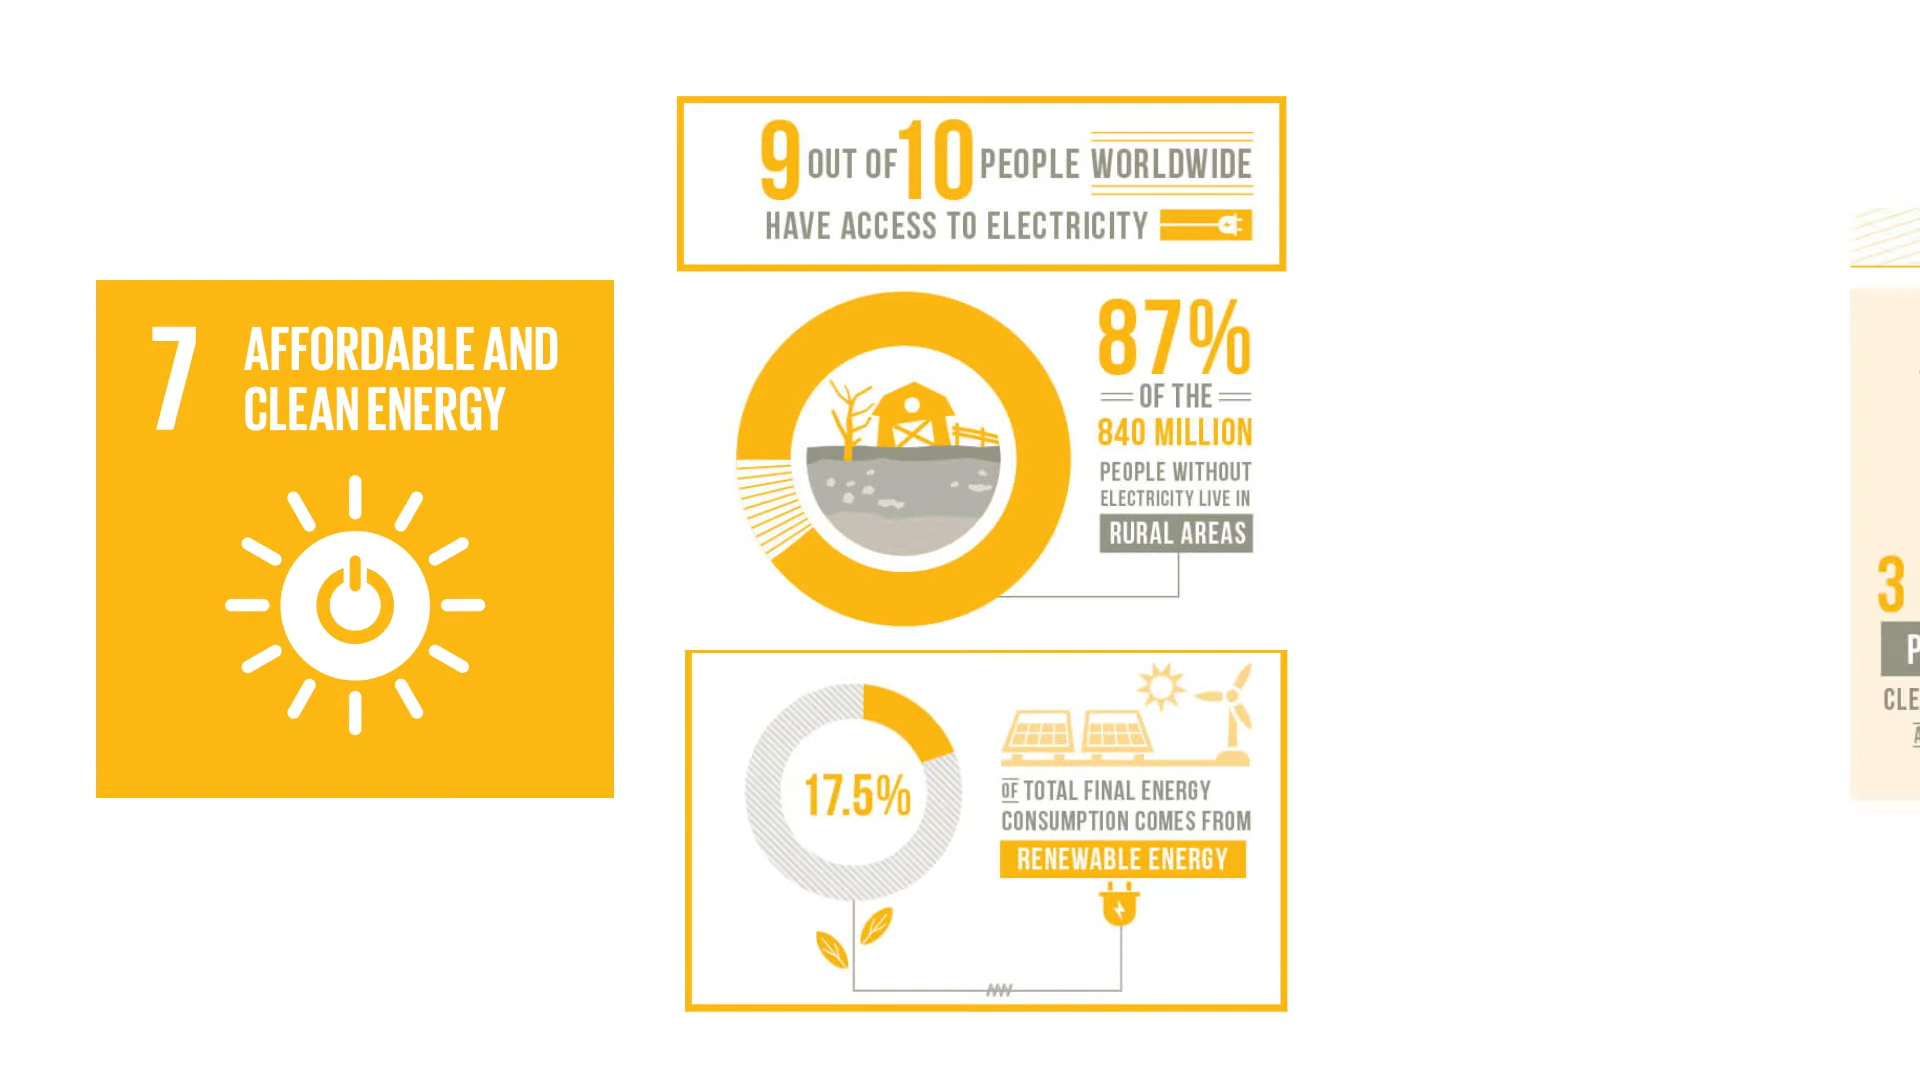 7 AFFORDABLE AND
CLEAN ENERGY
9 OUT OF 10 PEOPLE WORLDWIDE
HAVE ACCESS TO ELECTRICITY
87%
OF THE
840 MILLION
PEOPLE WITHOUT
ELECTRICITY LIVE IN
RURAL AREAS
17.5%
OF TOTAL FINAL ENERGY
CONSUMPTION COMES FROM
RENEWABLE ENERGY
3
P
CLE